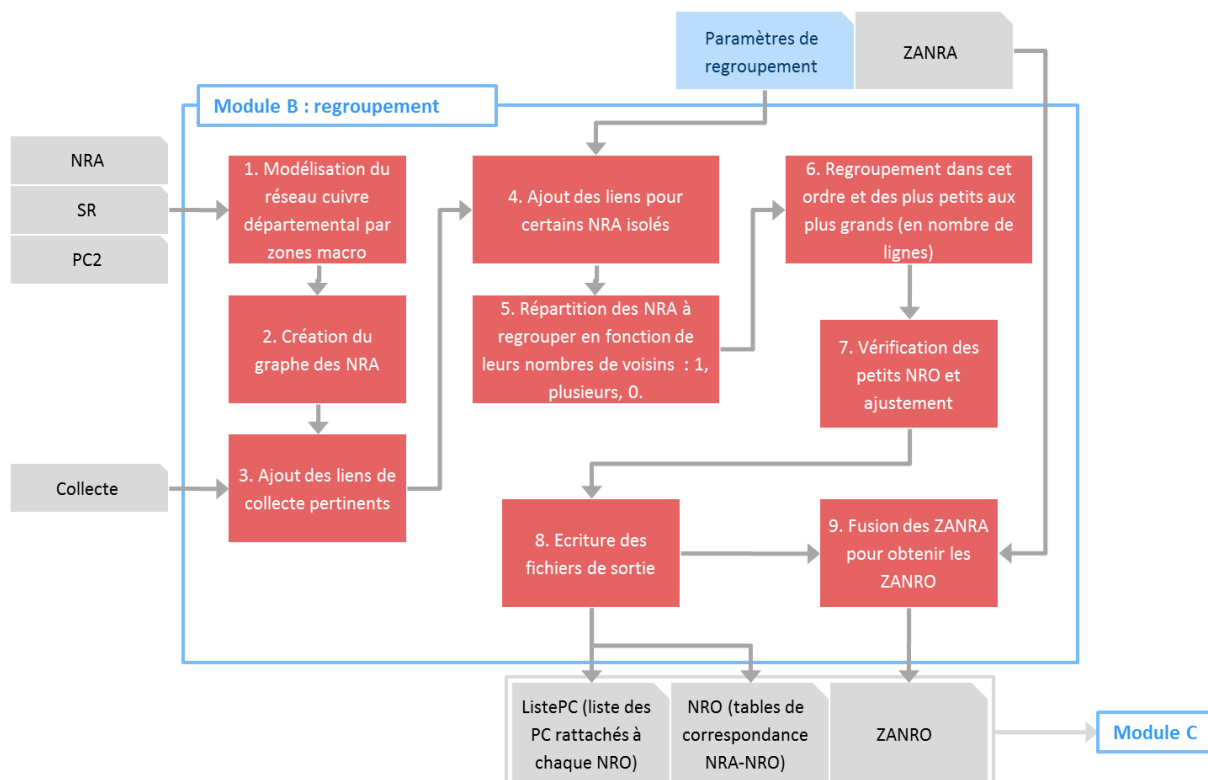 Paramètres de
regroupement
ZANRA
Module B : regroupement
NRA
SR
PC2
1. Modélisation du
réseau cuivre
départemental par
zones macro
4. Ajout des liens pour
certains NRA isolés
6. Regroupement dans cet
ordre et des plus petits aux
plus grands (en nombre de
lignes)
2. Création du
graphe des NRA
5. Répartition des NRA à
regrouper en fonction de
leurs nombres de voisins : 1,
plusieurs, 0.
7. Vérification des
petits NRO et
ajustement
Collecte
3. Ajout des liens de
collecte pertinents
8. Ecriture des
fichiers de sortie
9. Fusion des ZANRA
pour obtenir les
ZANRO
ListePC (liste des
PC rattachés à
chaque NRO)
NRO (tables de
correspondance
NRA-NRO)
ZANRO
Module C